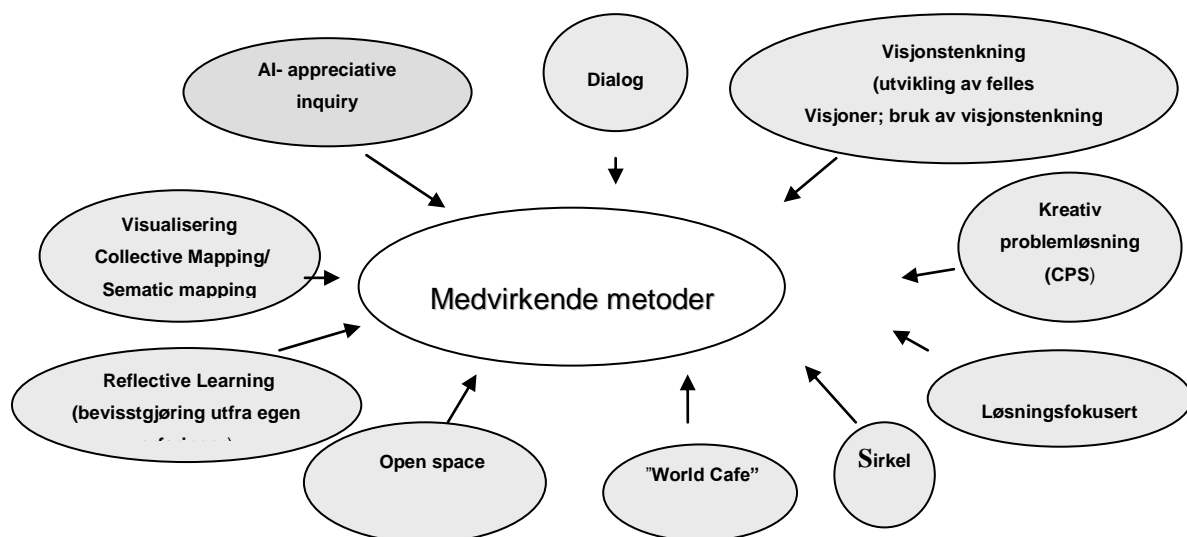 AI- appreciative
inquiry
Dialog
Visjonstenkning
(utvikling av felles
Visjoner; bruk av visjonstenkning
Visualisering
Collective Mapping/
Sematic mapping
Kreativ
problemløsning
(CPS)
Medvirkende metoder
Reflective Learning
(bevisstgjøring utfra egen
Løsningsfokusert
Open space
”World Cafe”
Sirkel